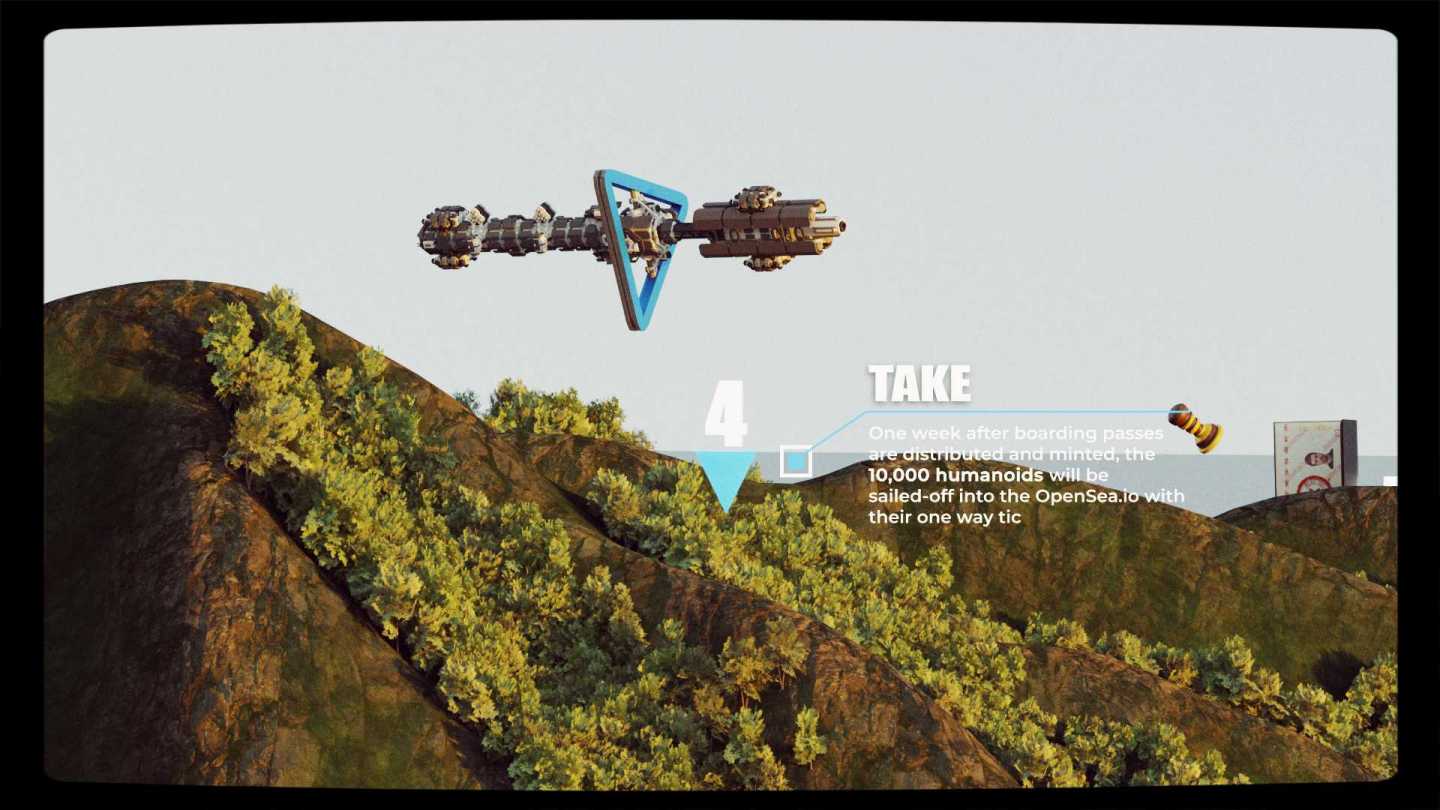 4
TAKE
One week after boarding passes
are distributed and minted, the
10,000 humanoids will be
sailed-off into the OpenSea.io with
their one way tic